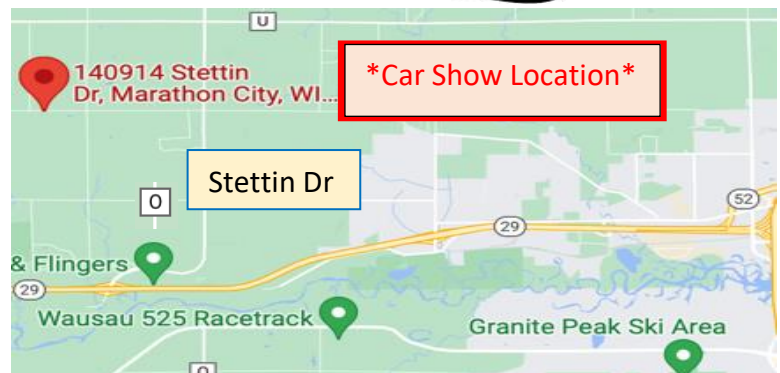 U
140914 Stettin
Dr, Marathon City, WI...
*Car Show Location*
Stettin Dr
O
52
29
& Flingers
29
Wausau 525 Racetrack
Granite Peak Ski Area
O